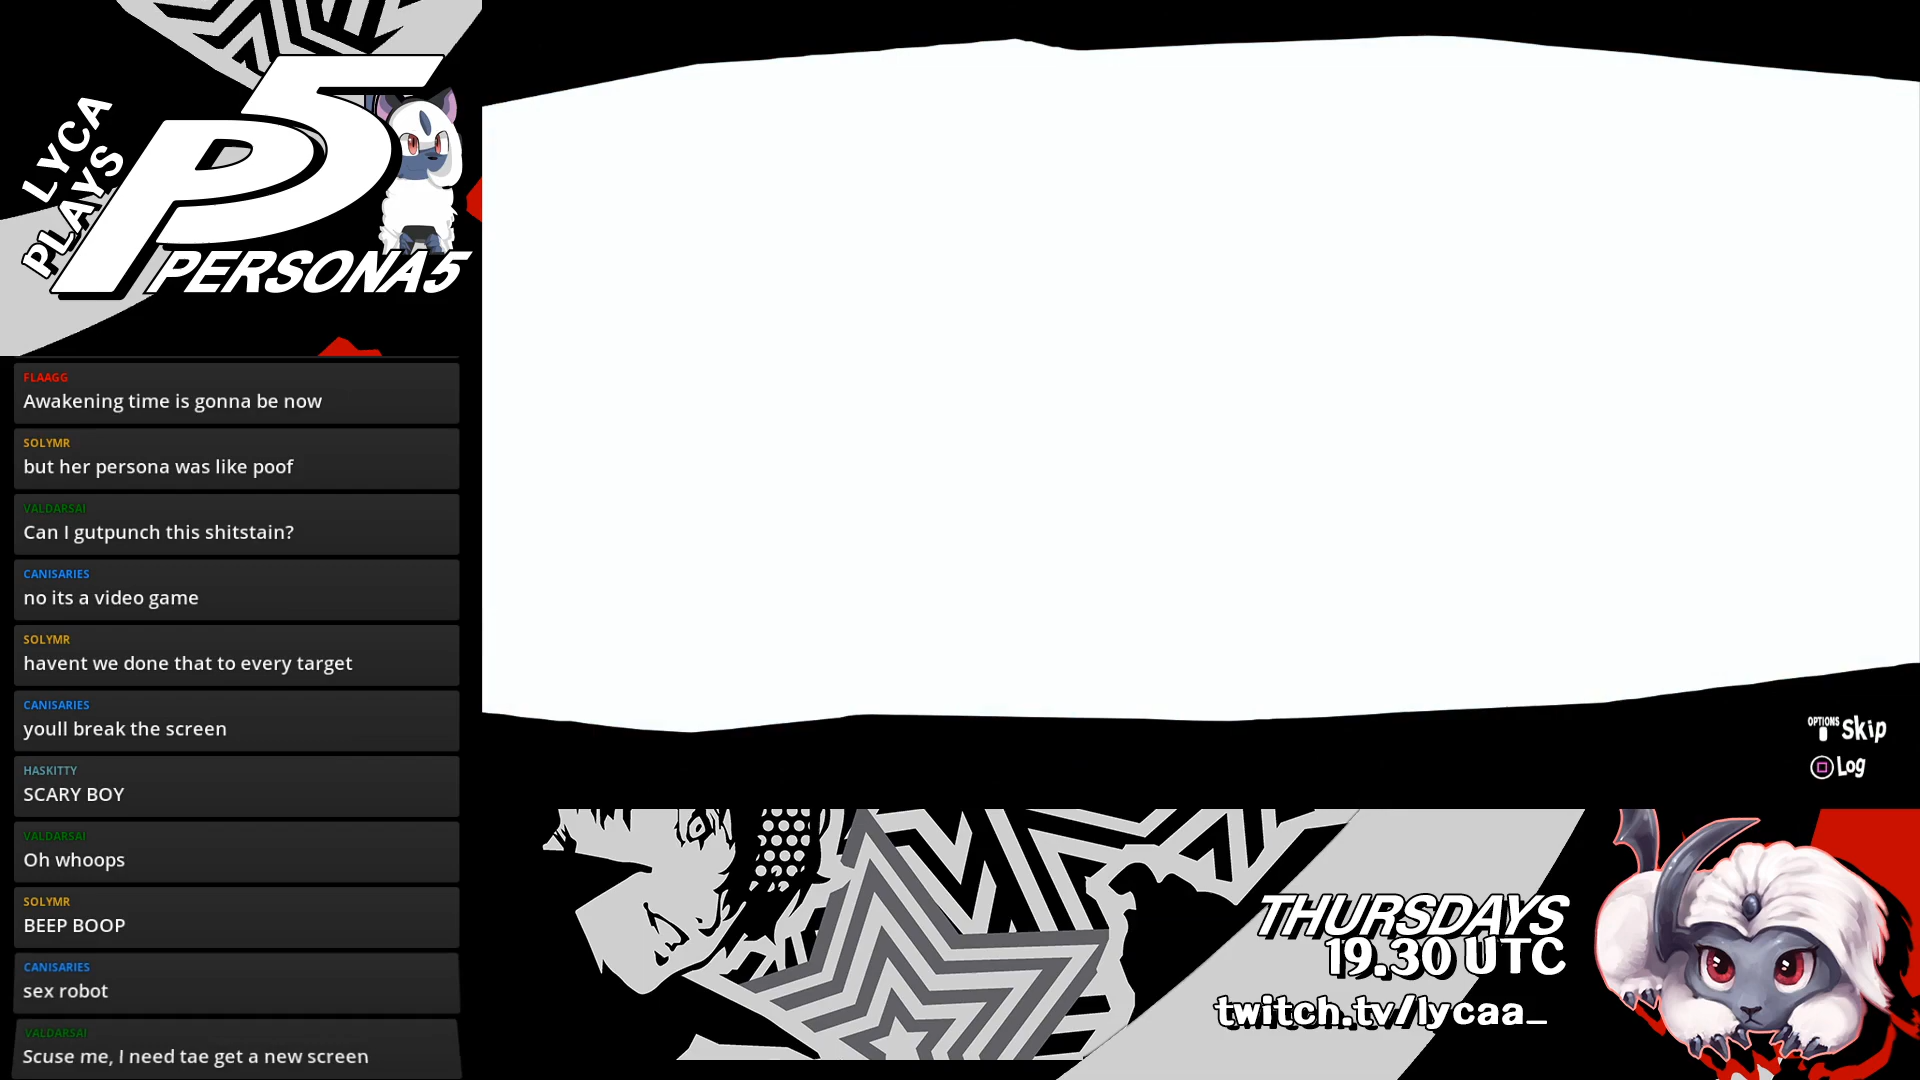 LYCA
PLAYS
P5
PERSONA5
FLAAGG
Awakening time is gonna be now
SOLYMR
but her persona was like poof
VALDARSAI
Can I gutpunch this shitstain?
CANISARIES
no its a video game
SOLYMR
havent we done that to every target
CANISARIES
youll break the screen
HASKITTY
SCARY BOY
VALDARSAI
Oh whoops
SOLYMR
BEEP BOOP
CANISARIES
sex robot
VALDARSAI
Scuse me, I need tae get a new screen
OPTIONS Skip
Log
THURSDAYS
19.30 UTC
twitch.tv/lycaa_